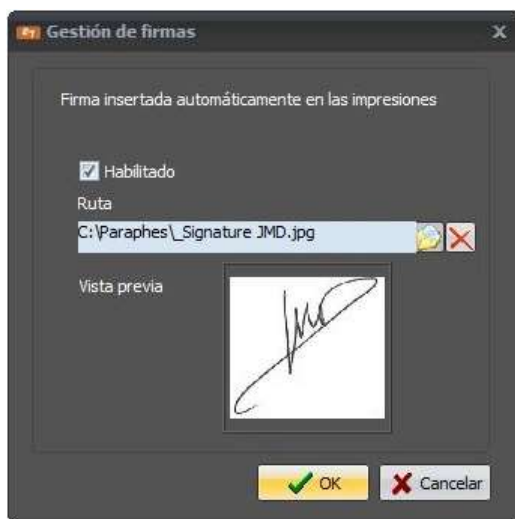 Gestión de firmas
Firma insertada automáticamente en las impresiones
Habilitado
Ruta
C:\Paraphes\_Signature JMD.jpg
Vista previa
JMD
OK
Cancelar